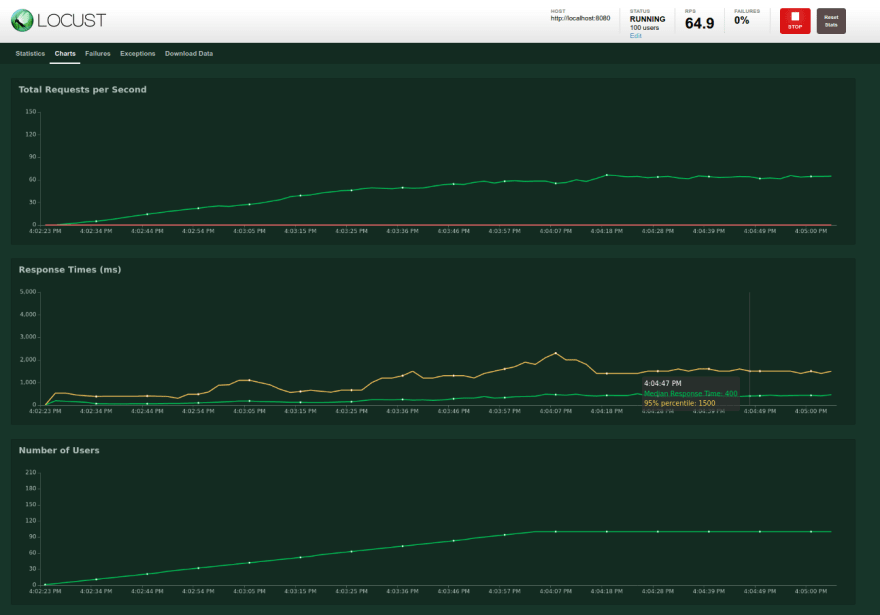 LOCUST
HOST
http://localhost:8080
STATUS
RUNNING
100 users
Edit
RPS
64.9
FAILURES
0%
STOP
Reset
Stats
Statistics Charts Failures Exceptions Download Data
Total Requests per Second
150
120
90
60
30
0
4:02:23 PM 4:02:34 PM 4:02:44 PM 4:02:54 PM 4:03:05 PM 4:03:15 PM 4:03:25 PM 4:03:36 PM 4:03:46 PM 4:03:57 PM 4:04:07 PM 4:04:18 PM 4:04:28 PM 4:04:39 PM 4:04:49 PM 4:05:00 PM
Response Times (ms)
5,000
4,000
3,000
2,000
1,000
0
4:04:47 PM
Median Response Time: 400
95% percentile: 1500
4:02:23 PM 4:02:34 PM 4:02:44 PM 4:02:54 PM 4:03:05 PM 4:03:15 PM 4:03:25 PM 4:03:36 PM 4:03:46 PM 4:03:57 PM 4:04:07 PM 4:04:18 PM 4:04:28 PM 4:04:39 PM 4:04:49 PM 4:05:00 PM
Number of Users
210
180
150
120
90
60
30
0
4:02:23 PM 4:02:34 PM 4:02:44 PM 4:02:54 PM 4:03:05 PM 4:03:15 PM 4:03:25 PM 4:03:36 PM 4:03:46 PM 4:03:57 PM 4:04:07 PM 4:04:18 PM 4:04:28 PM 4:04:39 PM 4:04:49 PM 4:05:00 PM